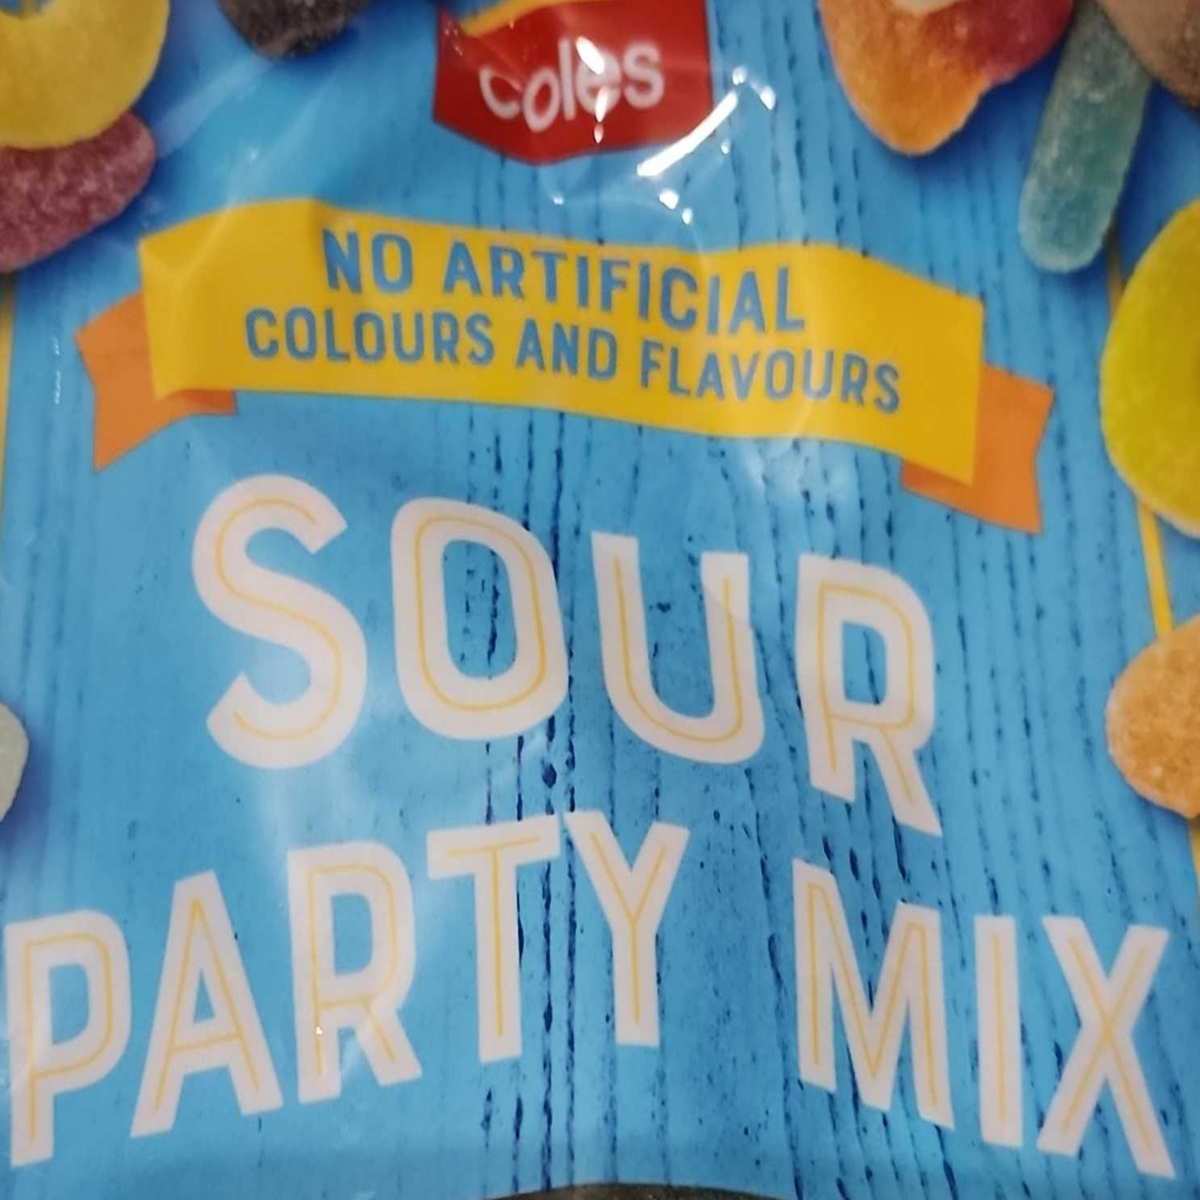 coles
NO ARTIFICIAL
COLOURS AND FLAVOURS
SOUR
PARTY MIX